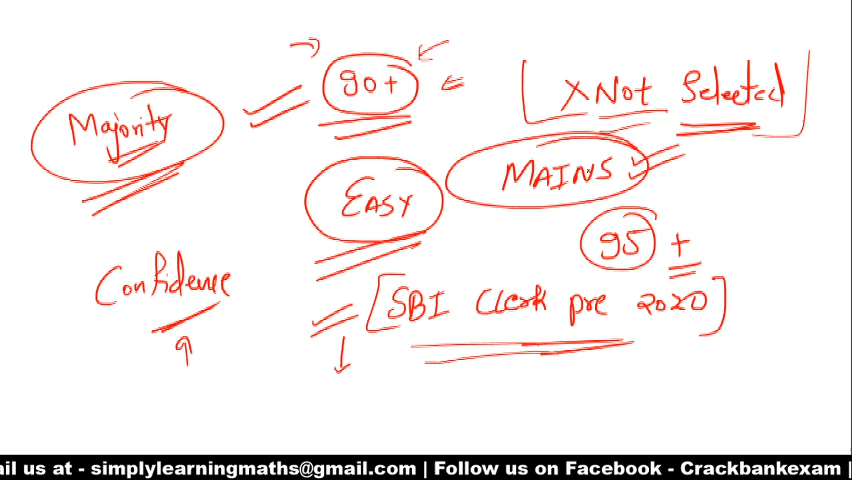 90+
X Not Selected
Majority
MAINS
EASY
95 +
Confidence
[SBI Clerk pre 2020]
ail us at - simplylearningmaths@gmail.com | Follow us on Facebook - Crackbankexam |